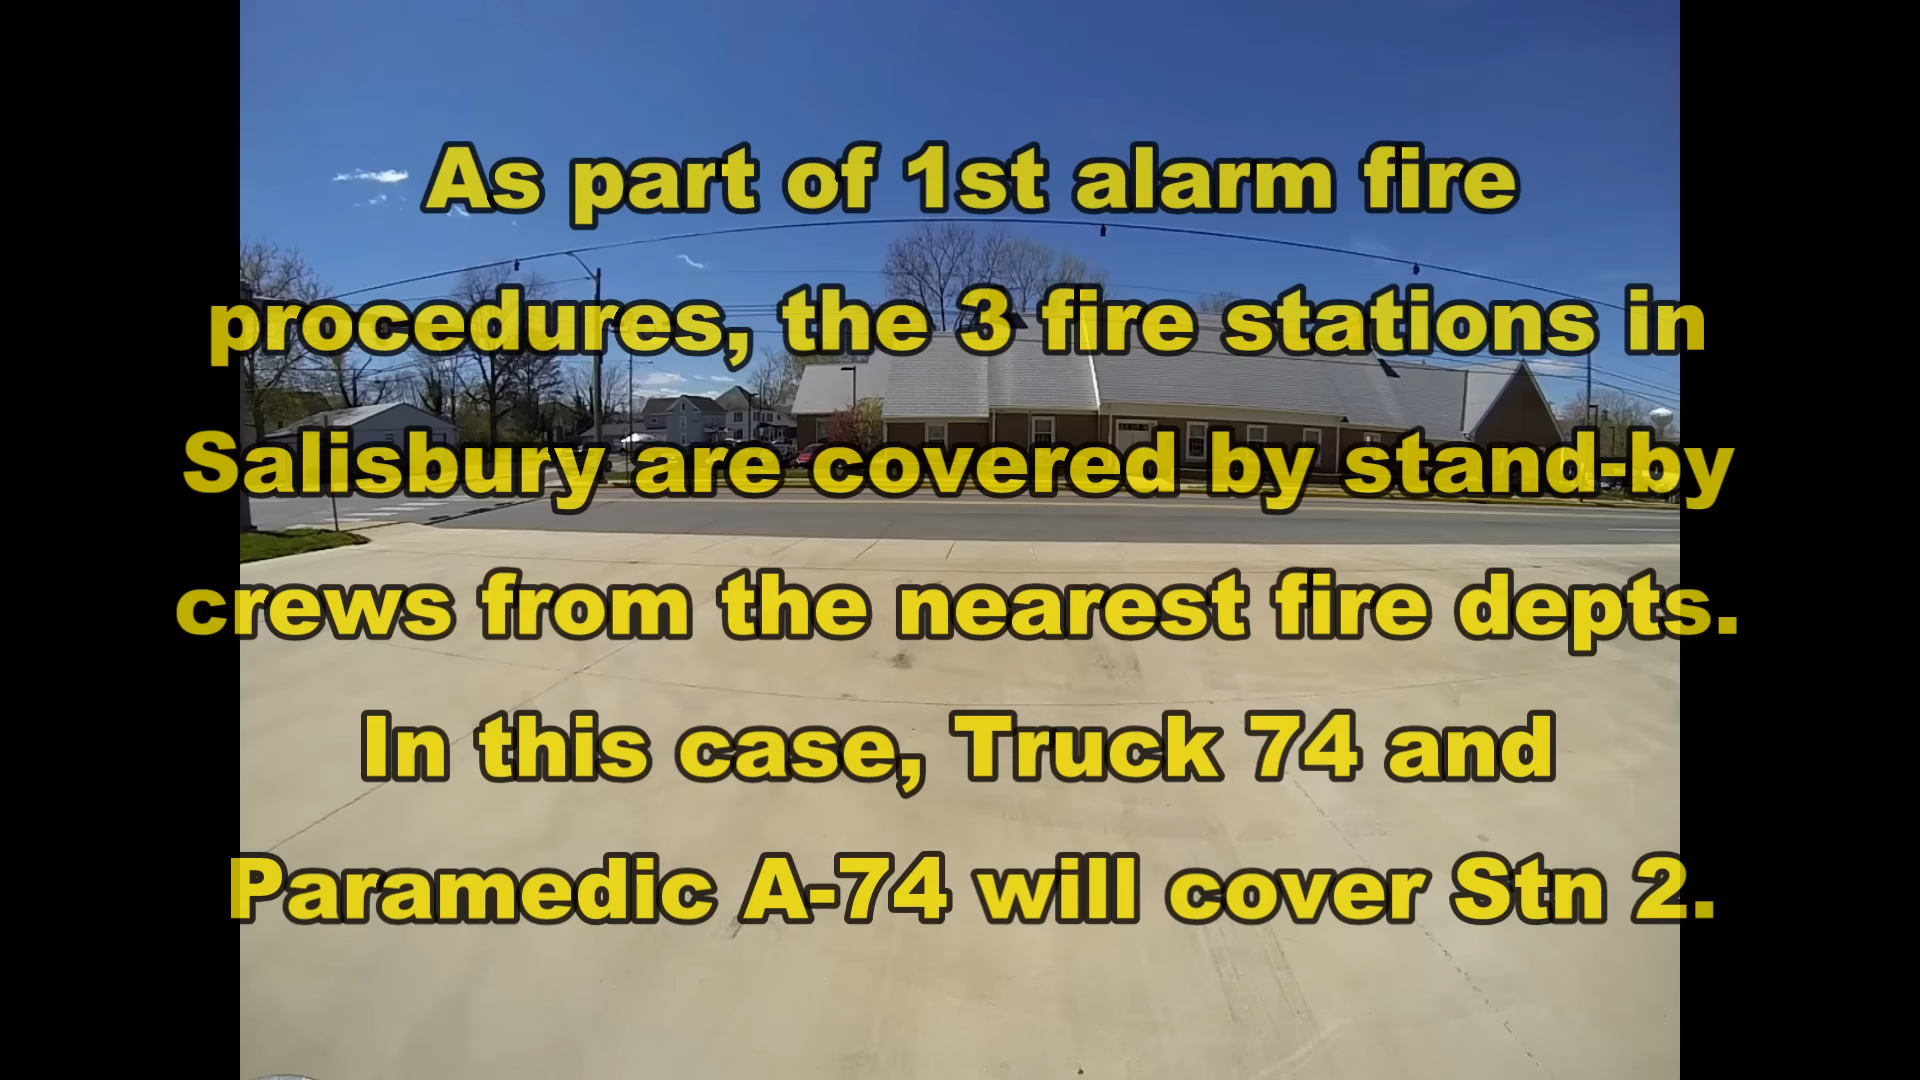 As part of 1st alarm fire
procedures, the 3 fire stations in
Salisbury are covered by stand-by
crews from the nearest fire depts.
In this case, Truck 74 and
Paramedic A-74 will cover Stn 2.